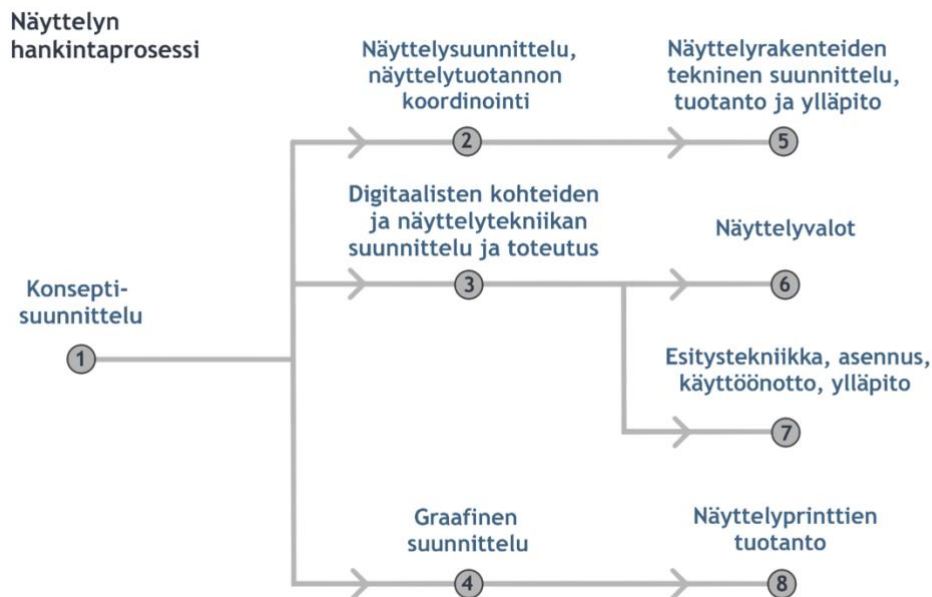 Näyttelyn
hankintaprosessi
Näyttelysuunnittelu,
näyttelytuotannon
koordinointi
2
Näyttelyrakenteiden
tekninen suunnittelu,
tuotanto ja ylläpito
5
Digitaalisten kohteiden
ja näyttelytekniikan
suunnittelu ja toteutus
3
Näyttelyvalot
6
Konsepti-
suunnittelu
1
Esitystekniikka, asennus,
käyttöönotto, ylläpito
7
Graafinen
suunnittelu
4
Näyttelyprinttien
tuotanto
8